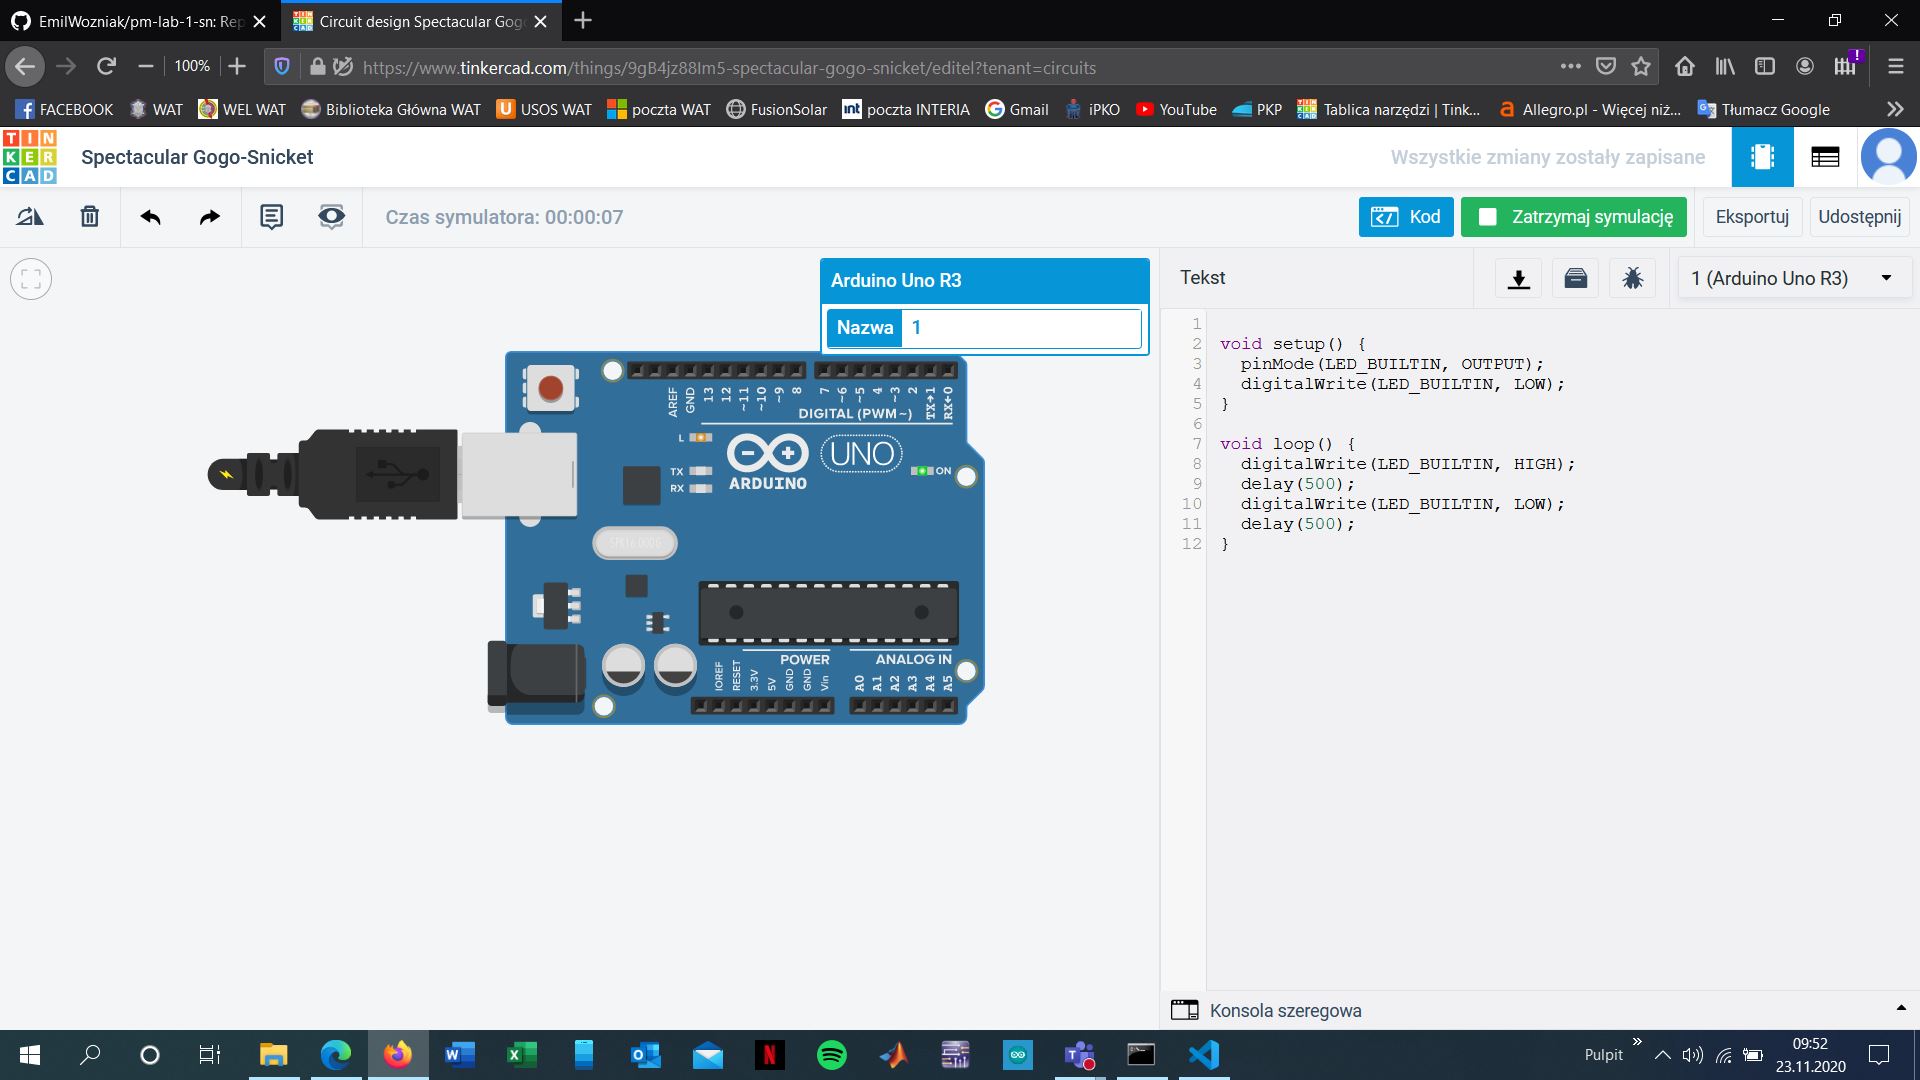 EmilWozniak/pm-lab-1-sn: Rep
Circuit design Spectacular Gog
100%
https://www.tinkercad.com/things/9gB4jz88lm5-spectacular-gogo-snicket/editel?tenant=circuits
FACEBOOK
WAT
WEL WAT
Biblioteka Główna WAT
USOS WAT
poczta WAT
FusionSolar
int poczta INTERIA
Gmail
iPKO
YouTube
PKP
Tablica narzędzi | Tink...
Allegro.pl - Więcej niż...
Tłumacz Google
TIN
KER
CAD
Spectacular Gogo-Snicket
Wszystkie zmiany zostały zapisane
Czas symulatora: 00:00:07
Kod
Zatrzymaj symulację
Eksportuj
Udostępnij
Arduino Uno R3
Nazwa 1
AREF
GND
13
12
~11
~10
~9
8
7
~6
~5
4
~3
2
TX→1
RX←0
DIGITAL (PWM~)
L
TX
RX
ARDUINO
UNO
ON
SPK16.000G
POWER
ANALOG IN
IOREF
RESET
3.3V
5V
GND
GND
Vin
A0
A1
A2
A3
A4
A5
Tekst
1 (Arduino Uno R3)
1
2 void setup() {
3 pinMode(LED_BUILTIN, OUTPUT);
4 digitalWrite(LED_BUILTIN, LOW);
5 }
6
7 void loop() {
8 digitalWrite(LED_BUILTIN, HIGH);
9 delay(500);
10 digitalWrite(LED_BUILTIN, LOW);
11 delay(500);
12 }
Konsola szeregowa
Pulpit
09:52
23.11.2020